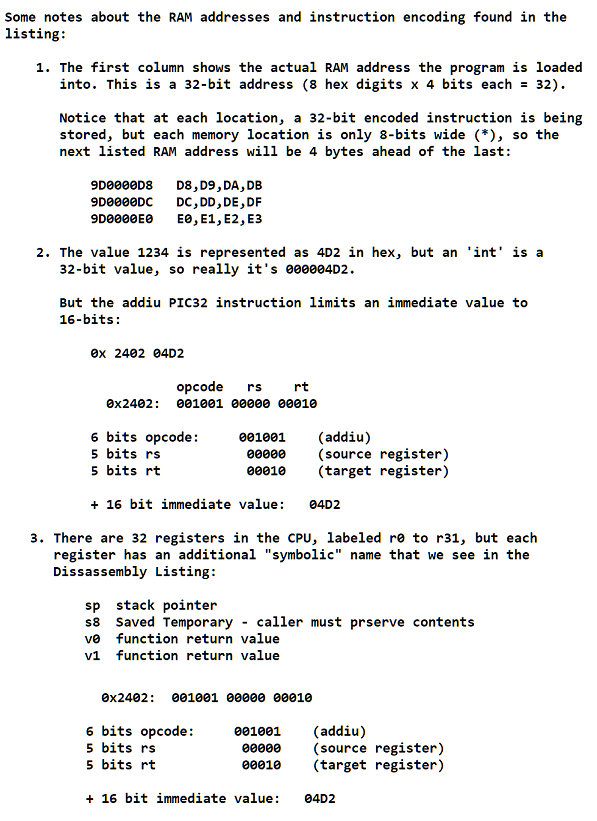 Some notes about the RAM addresses and instruction encoding found in the
listing:
1. The first column shows the actual RAM address the program is loaded
into. This is a 32-bit address (8 hex digits x 4 bits each = 32).
Notice that at each location, a 32-bit encoded instruction is being
stored, but each memory location is only 8-bits wide (*), so the
next listed RAM address will be 4 bytes ahead of the last:
9D0000D8 D8,D9,DA,DB
9D0000DC DC,DD,DE,DF
9D0000E0 E0,E1,E2,E3
2. The value 1234 is represented as 4D2 in hex, but an 'int' is a
32-bit value, so really it's 000004D2.
But the addiu PIC32 instruction limits an immediate value to
16-bits:
0x 2402 04D2
opcode rs rt
0x2402: 001001 00000 00010
6 bits opcode: 001001 (addiu)
5 bits rs 00000 (source register)
5 bits rt 00010 (target register)
+ 16 bit immediate value: 04D2
3. There are 32 registers in the CPU, labeled r0 to r31, but each
register has an additional "symbolic" name that we see in the
Dissassembly Listing:
sp stack pointer
s8 Saved Temporary - caller must prserve contents
v0 function return value
v1 function return value
0x2402: 001001 00000 00010
6 bits opcode: 001001 (addiu)
5 bits rs 00000 (source register)
5 bits rt 00010 (target register)
+ 16 bit immediate value: 04D2